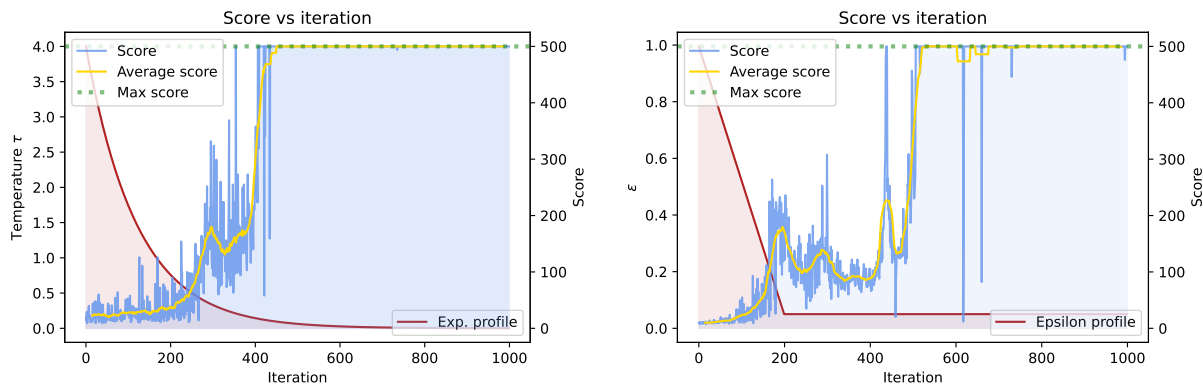 Score vs iteration
4.0
3.5
3.0
2.5
2.0
1.5
1.0
0.5
0.0
Temperature τ
Score
Average score
Max score
Exp. profile
500
400
300
200
100
0
Score
0 200 400 600 800 1000
Iteration
Score vs iteration
1.0
0.8
0.6
0.4
0.2
0.0
ε
Score
Average score
Max score
Epsilon profile
500
400
300
200
100
0
Score
0 200 400 600 800 1000
Iteration